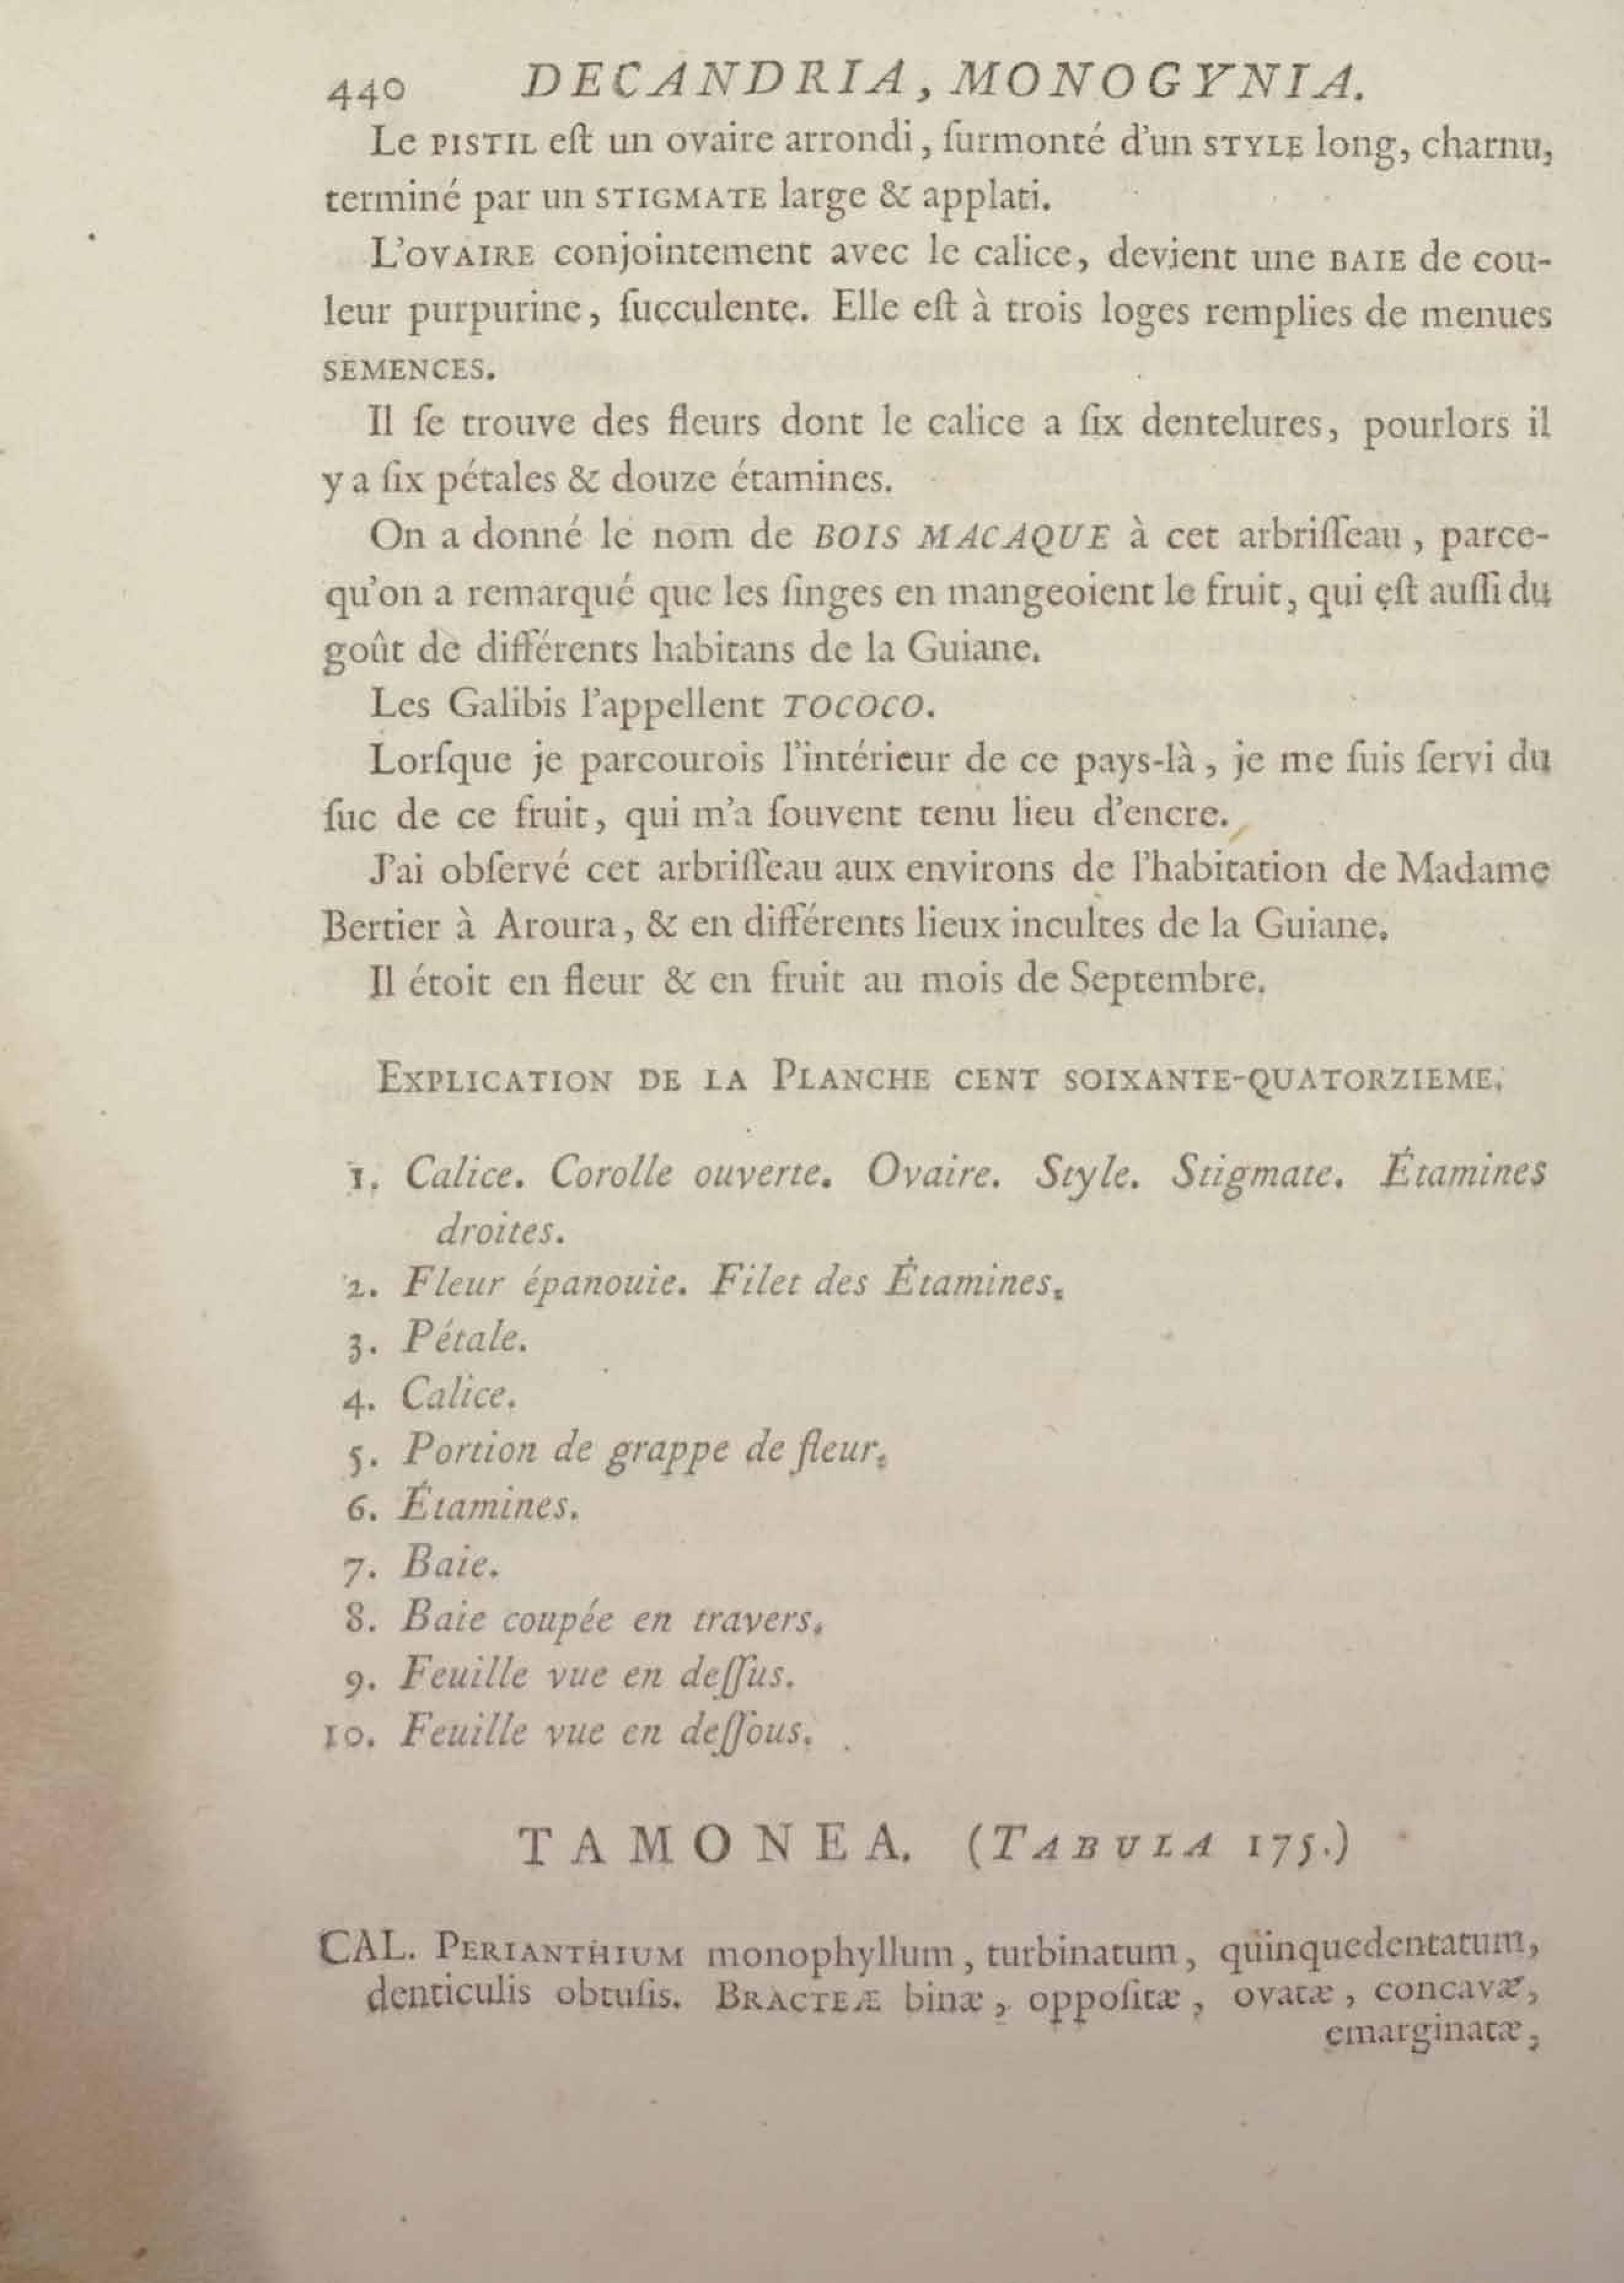 440 DECANDRIA, MONOGYNIA.
Le PISTIL eſt un ovaire arrondi, ſurmonté d'un STYLE long, charnu,
terminé par un STIGMATE large & applati.
L'OVAIRE conjointement avec le calice, devient une BAIE de cou-
leur purpurine, ſucculente. Elle eſt à trois loges remplies de menues
SEMENCES.
Il ſe trouve des fleurs dont le calice a ſix dentelures, pourlors il
y a ſix pétales & douze étamines.
On a donné le nom de BOIS MACAQUE à cet arbriſſeau, parce-
qu'on a remarqué que les ſinges en mangeoient le fruit, qui eſt auſſi du
goût de différents habitans de la Guiane.
Les Galibis l'appellent TOCOCO.
Lorſque je parcourois l'intérieur de ce pays-là, je me ſuis ſervi du
ſuc de ce fruit, qui m'a ſouvent tenu lieu d'encre.
J'ai obſervé cet arbriſſeau aux environs de l'habitation de Madame
Bertier à Aroura, & en différents lieux incultes de la Guiane.
Il étoit en fleur & en fruit au mois de Septembre.
EXPLICATION DE LA PLANCHE CENT SOIXANTE-QUATORZIEME.
1. Calice. Corolle ouverte. Ovaire. Style. Stigmate. Étamines
droites.
2. Fleur épanouie. Filet des Étamines.
3. Pétale.
4. Calice.
5. Portion de grappe de fleur.
6. Étamines.
7. Baie.
8. Baie coupée en travers.
9. Feuille vue en deſſus.
10. Feuille vue en deſſous.
TAMONEA. (TABULA 175.)
CAL. PERIANTHIUM monophyllum, turbinatum, quinquedentatum,
denticulis obtuſis. BRACTEÆ binæ, oppoſitæ, ovatæ, concavæ,
emarginatæ,